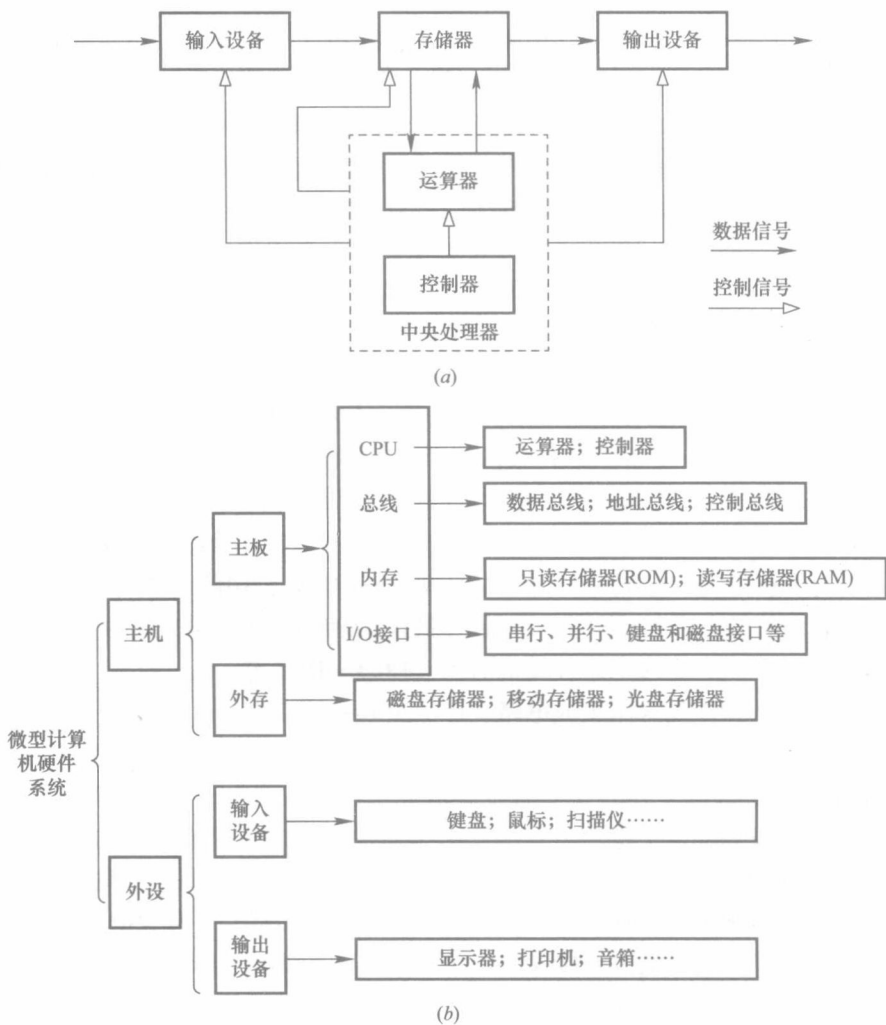 输入设备
存储器
输出设备
运算器
数据信号
控制器
控制信号
中央处理器
(a)
CPU
运算器；控制器
总线
数据总线；地址总线；控制总线
主板
内存
只读存储器(ROM)；读写存储器(RAM)
主机
I/O接口
串行、并行、键盘和磁盘接口等
外存
磁盘存储器；移动存储器；光盘存储器
微型计算
机硬件
系统
输入
设备
键盘；鼠标；扫描仪……
外设
输出
设备
显示器；打印机；音箱……
(b)